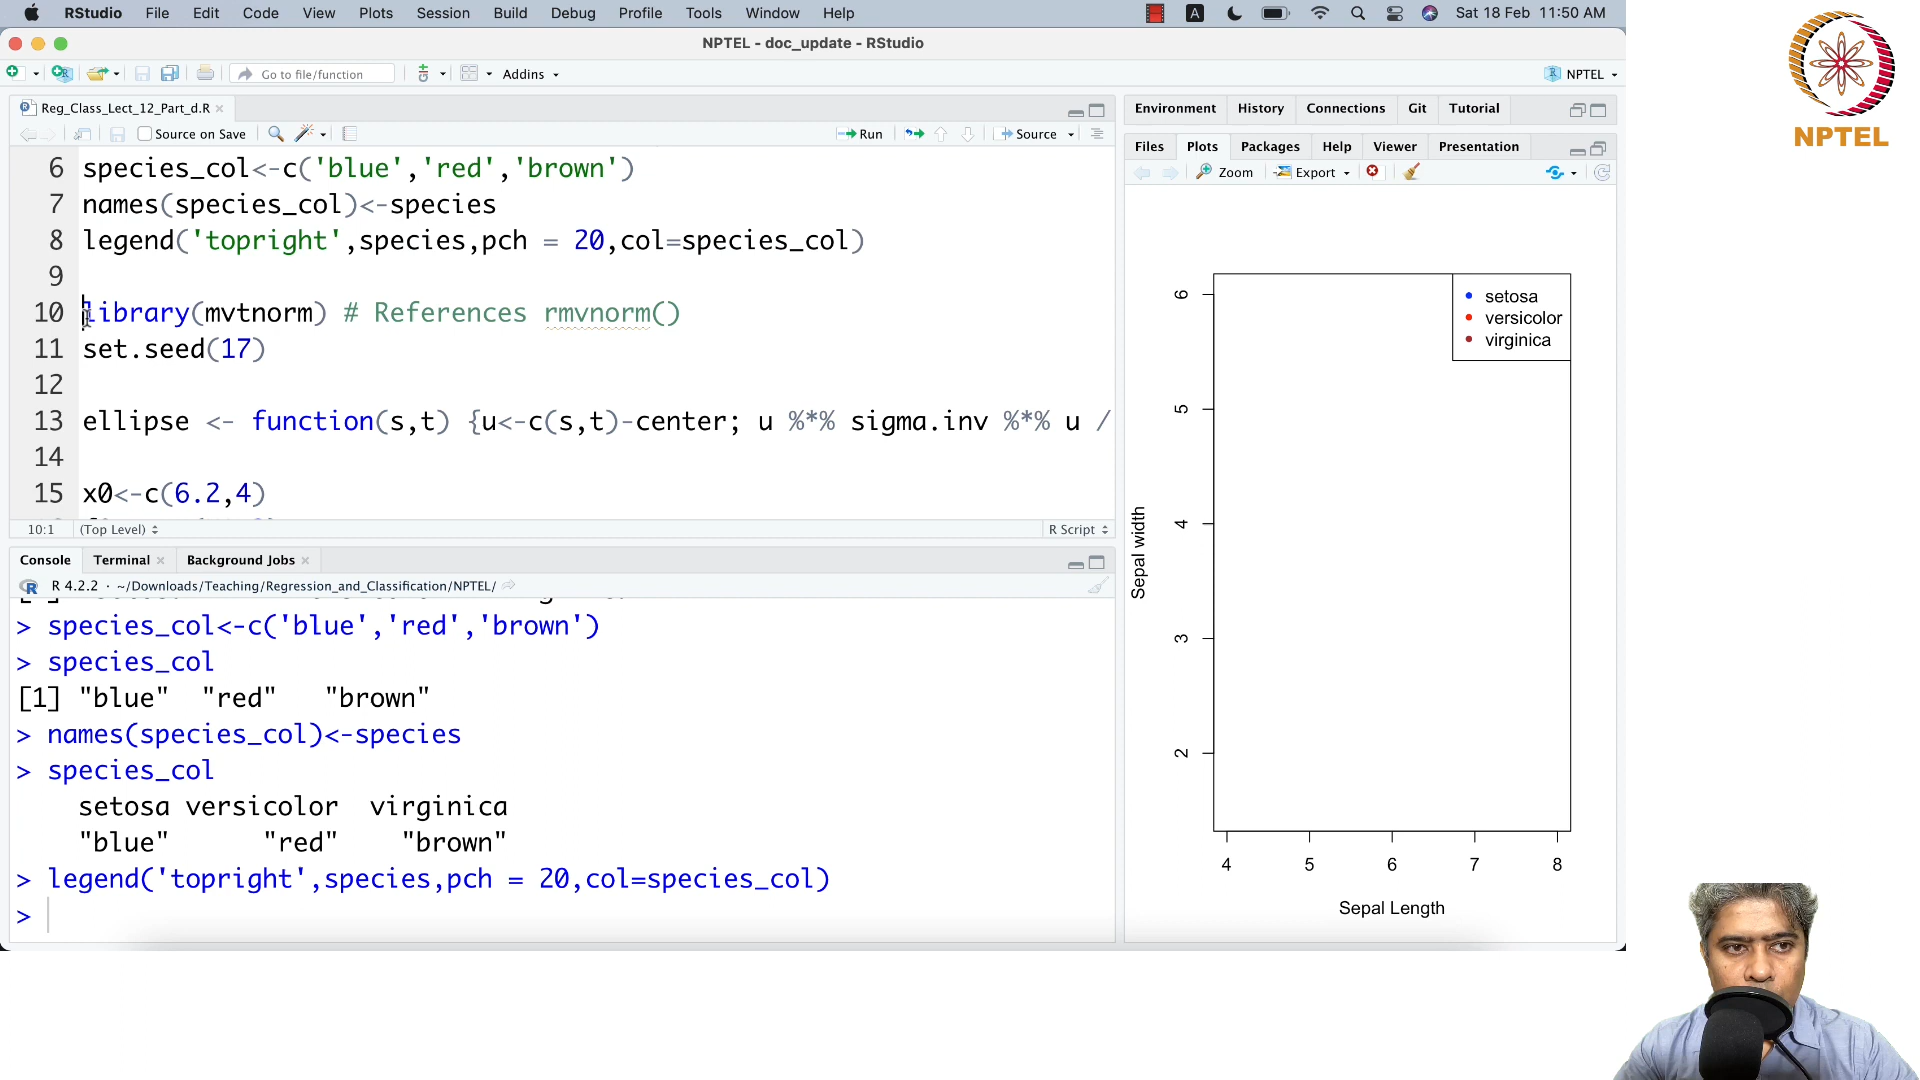 RStudio File Edit Code View Plots Session Build Debug Profile Tools Window Help A Sat 18 Feb 11:50 AM
NPTEL - doc_update - RStudio
Go to file/function Addins NPTEL
Reg_Class_Lect_12_Part_d.R
Source on Save Run Source
6 species_col<-c('blue','red','brown')
7 names(species_col)<-species
8 legend('topright',species,pch = 20,col=species_col)
9
10 library(mvtnorm) # References rmvnorm()
11 set.seed(17)
12
13 ellipse <- function(s,t) {u<-c(s,t)-center; u %*% sigma.inv %*% u /
14
15 x0<-c(6.2,4)
10:1 (Top Level) R Script
Console Terminal Background Jobs
R 4.2.2 · ~/Downloads/Teaching/Regression_and_Classification/NPTEL/
> species_col<-c('blue','red','brown')
> species_col
[1] "blue" "red" "brown"
> names(species_col)<-species
> species_col
setosa versicolor virginica
"blue" "red" "brown"
> legend('topright',species,pch = 20,col=species_col)
>
Environment History Connections Git Tutorial
Files Plots Packages Help Viewer Presentation
Zoom Export
setosa
versicolor
virginica
6
5
4
3
2
Sepal width
4 5 6 7 8
Sepal Length
NPTEL